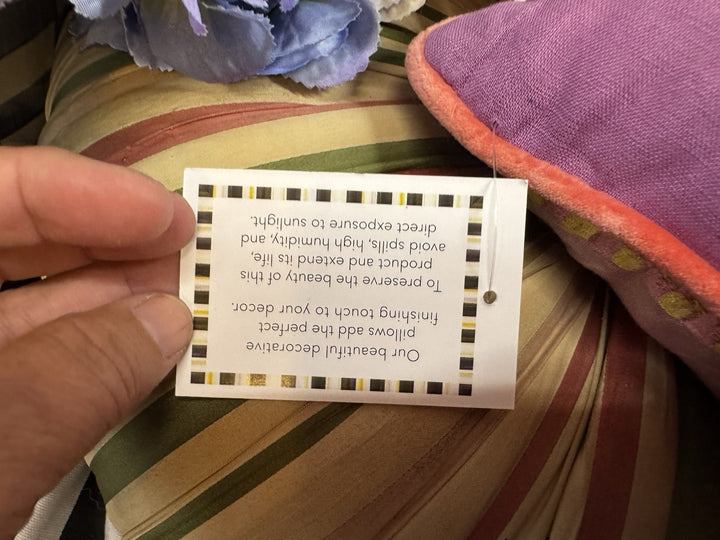 Our beautiful decorative
pillows add the perfect
finishing touch to your decor.
To preserve the beauty of this
product and extend its life,
avoid spills, high humidity, and
direct exposure to sunlight.